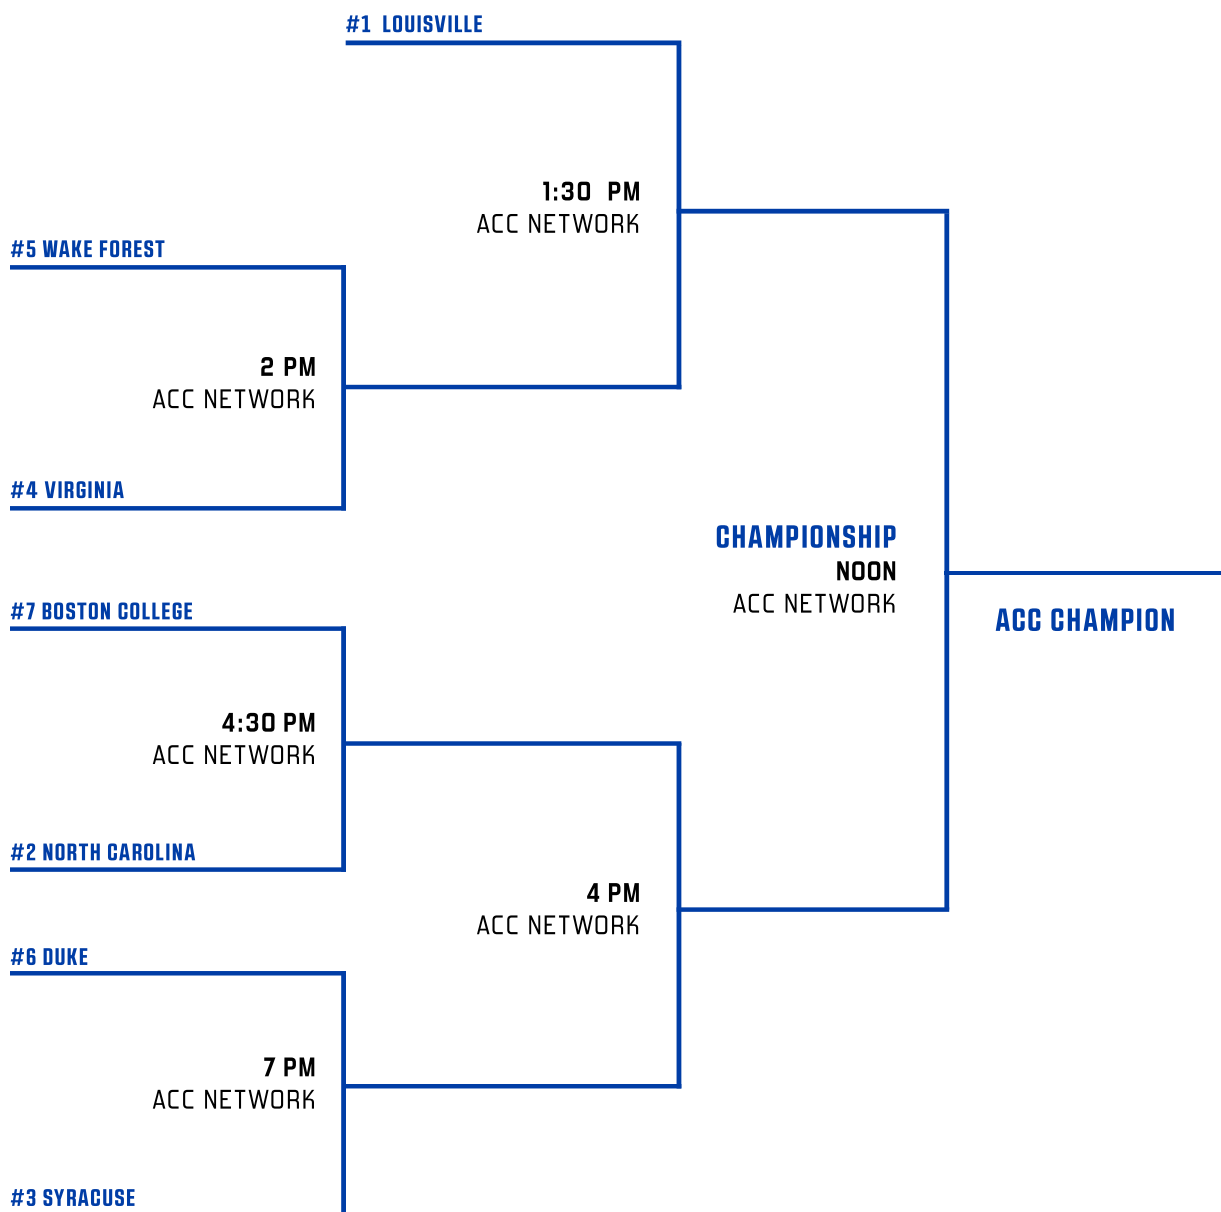 #1 LOUISVILLE
1:30 PM
ACC NETWORK
#5 WAKE FOREST
2 PM
ACC NETWORK
#4 VIRGINIA
CHAMPIONSHIP
NOON
ACC NETWORK
ACC CHAMPION
#7 BOSTON COLLEGE
4:30 PM
ACC NETWORK
#2 NORTH CAROLINA
4 PM
ACC NETWORK
#6 DUKE
7 PM
ACC NETWORK
#3 SYRACUSE